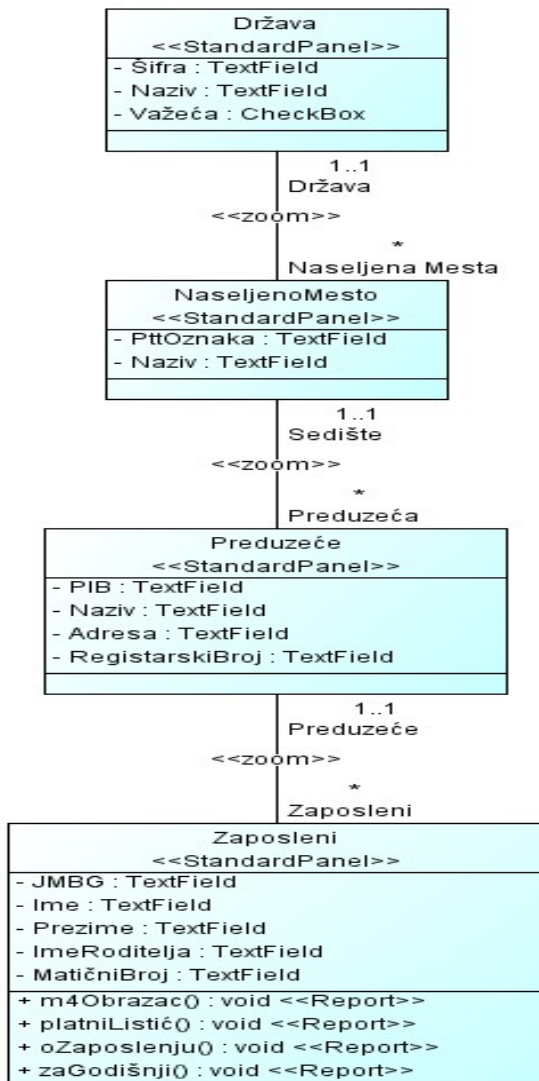 Država
<<StandardPanel>>
- Šifra : TextField
- Naziv : TextField
- Važeća : CheckBox
1..1
Država
<<zoom>>
*
Naseljena Mesta
NaseljenoMesto
<<StandardPanel>>
- PttOznaka : TextField
- Naziv : TextField
1..1
Sedište
<<zoom>>
*
Preduzeća
Preduzeće
<<StandardPanel>>
- PIB : TextField
- Naziv : TextField
- Adresa : TextField
- RegistarskiBroj : TextField
1..1
Preduzeće
<<zoom>>
*
Zaposleni
Zaposleni
<<StandardPanel>>
- JMBG : TextField
- Ime : TextField
- Prezime : TextField
- ImeRoditelja : TextField
- MatičniBroj : TextField
+ m4Obrazac() : void <<Report>>
+ platniListić() : void <<Report>>
+ oZaposlenju() : void <<Report>>
+ zaGodišnji() : void <<Report>>